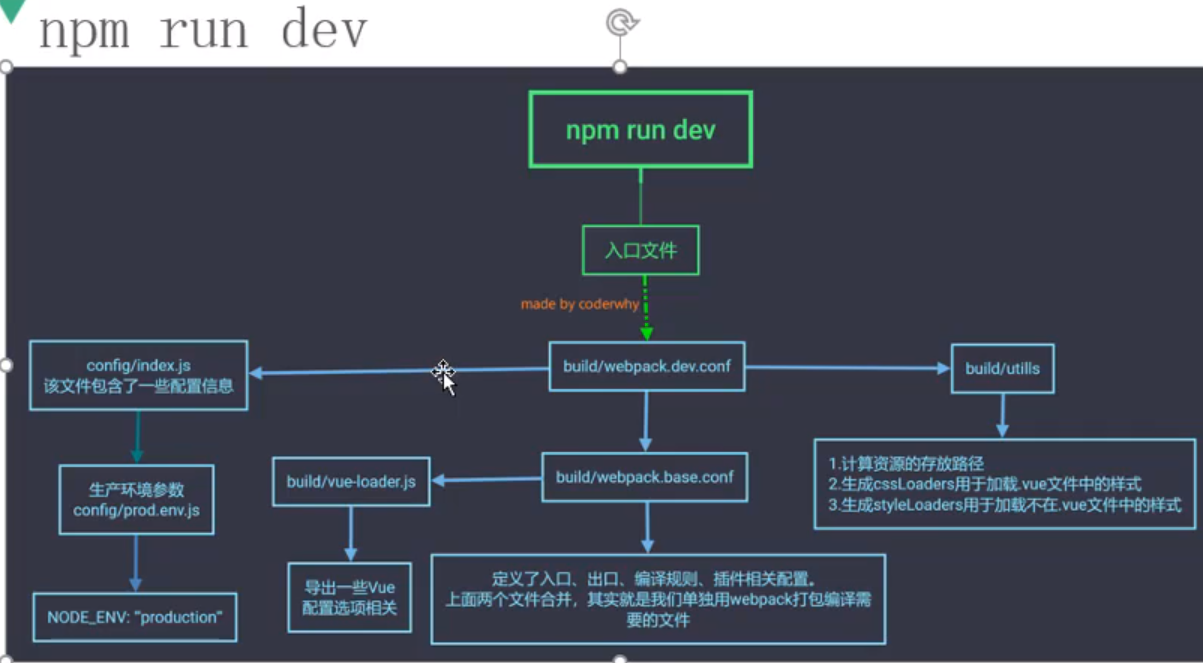 npm run dev
npm run dev
入口文件
made by coderwhy
config/index.js
该文件包含了一些配置信息
build/webpack.dev.conf
build/utills
生产环境参数
config/prod.env.js
build/vue-loader.js
build/webpack.base.conf
1.计算资源的存放路径
2.生成cssLoaders用于加载.vue文件中的样式
3.生成styleLoaders用于加载不在.vue文件中的样式
NODE_ENV: "production"
导出一些Vue
配置选项相关
定义了入口、出口、编译规则、插件相关配置。
上面两个文件合并，其实就是我们单独用webpack打包编译需
要的文件